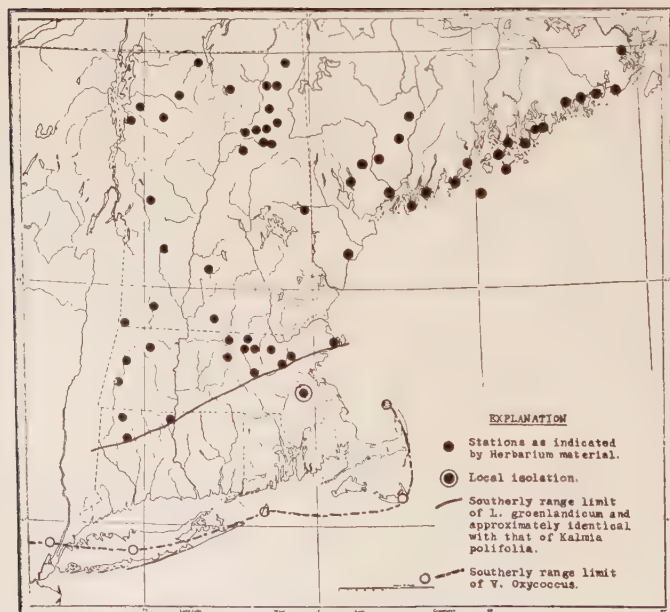 EXPLANATION
Stations as indicated
by Herbarium material.
Local isolation.
Southerly range limit
of L. groenlandicum and
approximately identical
with that of Kalmia
polifolia.
Southerly range limit
of V. Oxycoccus.